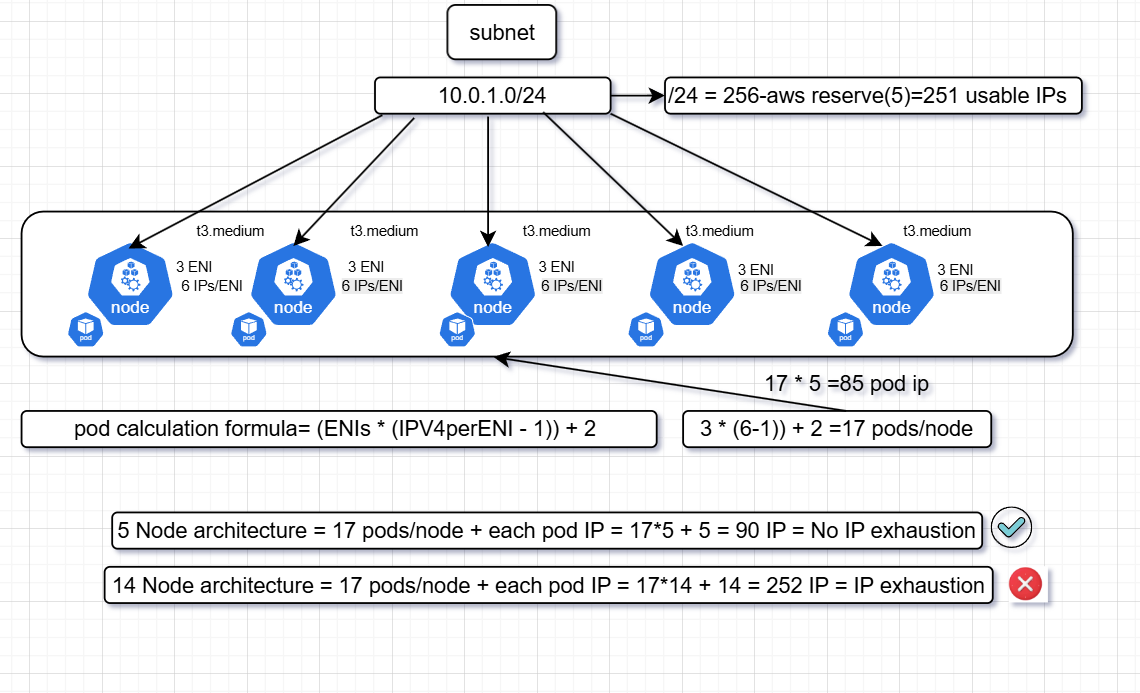 subnet
10.0.1.0/24
/24 = 256-aws reserve(5)=251 usable IPs
t3.medium
t3.medium
t3.medium
t3.medium
t3.medium
3 ENI
6 IPs/ENI
3 ENI
6 IPs/ENI
3 ENI
6 IPs/ENI
3 ENI
6 IPs/ENI
3 ENI
6 IPs/ENI
node
node
node
node
node
pod
pod
pod
pod
pod
17 * 5 =85 pod ip
pod calculation formula= (ENIs * (IPV4perENI - 1)) + 2
3 * (6-1)) + 2 =17 pods/node
5 Node architecture = 17 pods/node + each pod IP = 17*5 + 5 = 90 IP = No IP exhaustion
14 Node architecture = 17 pods/node + each pod IP = 17*14 + 14 = 252 IP = IP exhaustion